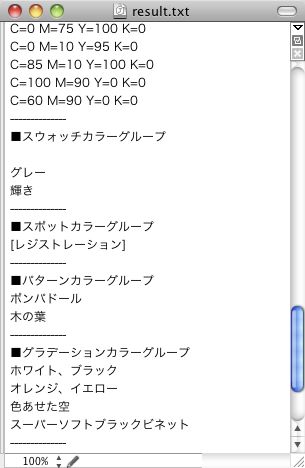 result.txt
C=0 M=75 Y=100 K=0
C=0 M=10 Y=95 K=0
C=85 M=10 Y=100 K=0
C=100 M=90 Y=0 K=0
C=60 M=90 Y=0 K=0
--------------
■スウォッチカラーグループ
グレー
輝き
--------------
■スポットカラーグループ
[レジストレーション]
--------------
■パターンカラーグループ
ポンパドール
木の葉
--------------
■グラデーションカラーグループ
ホワイト、ブラック
オレンジ、イエロー
色あせた空
スーパーソフトブラックビネット
--------------
100%